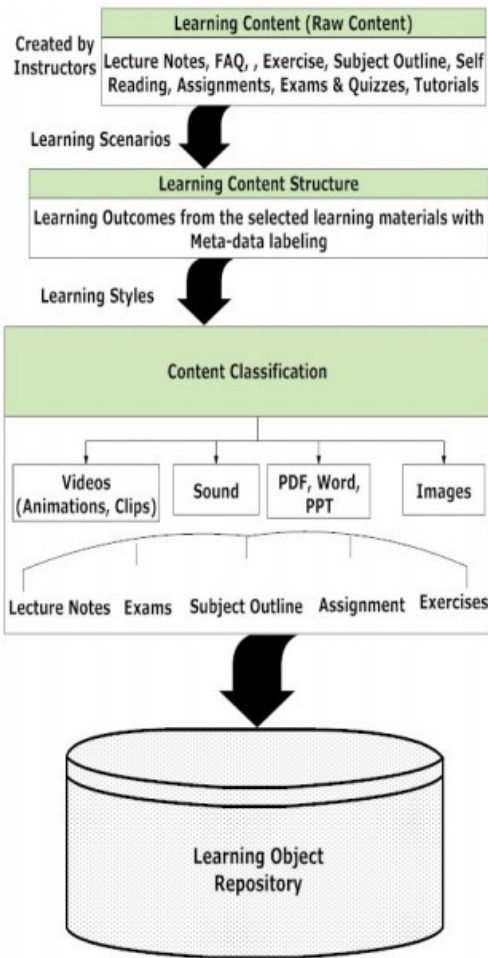 Learning Content (Raw Content)
Created by
Instructors
Lecture Notes, FAQ, , Exercise, Subject Outline, Self
Reading, Assignments, Exams & Quizzes, Tutorials
Learning Scenarios
Learning Content Structure
Learning Outcomes from the selected learning materials with
Meta-data labeling
Learning Styles
Content Classification
Videos
(Animations, Clips)
Sound
PDF, Word,
PPT
Images
Lecture Notes
Exams
Subject Outline
Assignment
Exercises
Learning Object
Repository